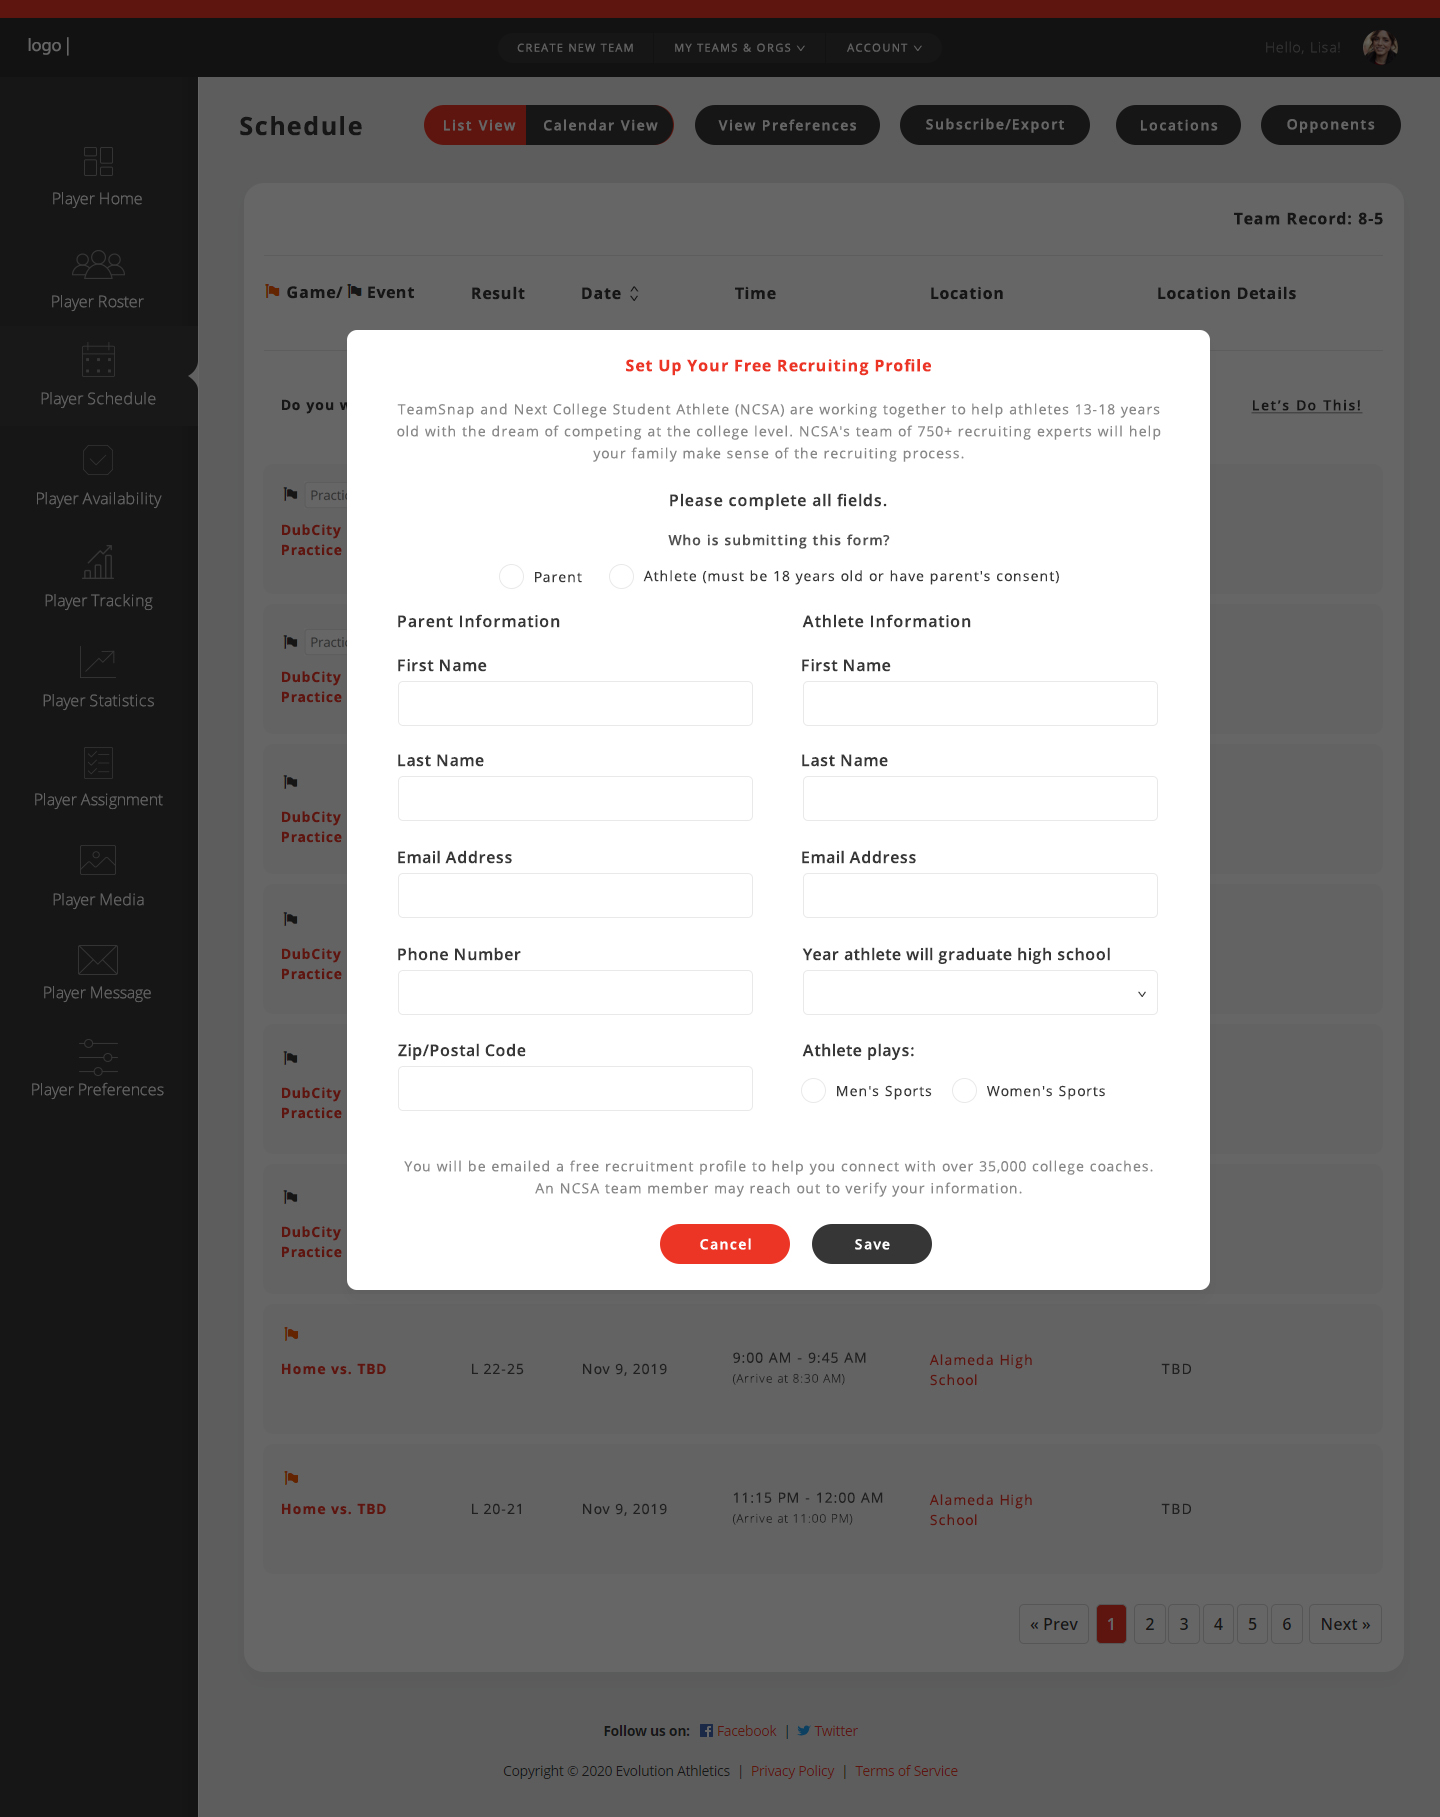 logo |
CREATE NEW TEAM
MY TEAMS & ORGS
ACCOUNT
Hello, Lisa!
Schedule
List View
Calendar View
View Preferences
Subscribe/Export
Locations
Opponents
Player Home
Player Roster
Player Schedule
Player Availability
Player Tracking
Player Statistics
Player Assignment
Player Media
Player Message
Player Preferences
Team Record: 8-5
Game/ Event
Result
Date
Time
Location
Location Details
Do you
Let's Do This!
DubCity
Practice
DubCity
Practice
DubCity
Practice
DubCity
Practice
DubCity
Practice
DubCity
Practice
Set Up Your Free Recruiting Profile
TeamSnap and Next College Student Athlete (NCSA) are working together to help athletes 13-18 years
old with the dream of competing at the college level. NCSA's team of 750+ recruiting experts will help
your family make sense of the recruiting process.
Please complete all fields.
Who is submitting this form?
Parent
Athlete (must be 18 years old or have parent's consent)
Parent Information
First Name
Last Name
Email Address
Phone Number
Zip/Postal Code
Athlete Information
First Name
Last Name
Email Address
Year athlete will graduate high school
Athlete plays:
Men's Sports
Women's Sports
You will be emailed a free recruitment profile to help you connect with over 35,000 college coaches.
An NCSA team member may reach out to verify your information.
Cancel
Save
Home vs. TBD
L 22-25
Nov 9, 2019
9:00 AM - 9:45 AM
(Arrive at 8:30 AM)
Alameda High
School
TBD
Home vs. TBD
L 20-21
Nov 9, 2019
11:15 PM - 12:00 AM
(Arrive at 11:00 PM)
Alameda High
School
TBD
« Prev 1 2 3 4 5 6 Next »
Follow us on: Facebook | Twitter
Copyright © 2020 Evolution Athletics | Privacy Policy | Terms of Service